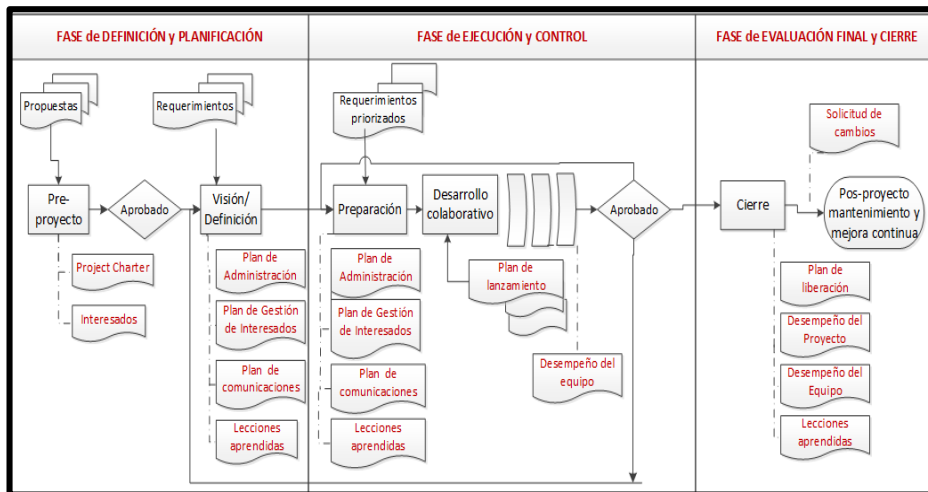 FASE de DEFINICIÓN y PLANIFICACIÓN
FASE de EJECUCIÓN y CONTROL
FASE de EVALUACIÓN FINAL y CIERRE
Propuestas
Requerimientos
Pre-
proyecto
Aprobado
Visión/
Definición
Project Charter
Interesados
Plan de
Administración
Plan de Gestión
de Interesados
Plan de
comunicaciones
Lecciones
aprendidas
Requerimientos
priorizados
Preparación
Desarrollo
colaborativo
Aprobado
Plan de
lanzamiento
Desempeño del
equipo
Plan de
Administración
Plan de Gestión
de Interesados
Plan de
comunicaciones
Lecciones
aprendidas
Solicitud de
cambios
Cierre
Pos-proyecto
mantenimiento y
mejora continua
Plan de
liberación
Desempeño del
Proyecto
Desempeño del
Equipo
Lecciones
aprendidas